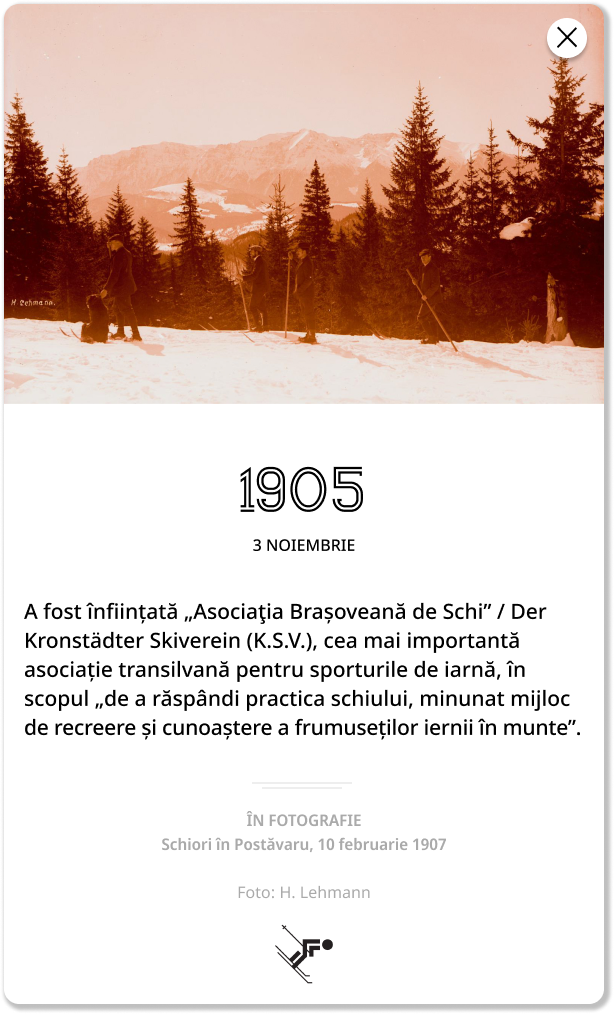 H. Lehmann.
1905
3 NOIEMBRIE
A fost înființată „Asociaţia Brașoveană de Schi” / Der
Kronstädter Skiverein (K.S.V.), cea mai importantă
asociație transilvană pentru sporturile de iarnă, în
scopul „de a răspândi practica schiului, minunat mijloc
de recreere și cunoaștere a frumuseților iernii în munte”.
ÎN FOTOGRAFIE
Schiori în Postăvaru, 10 februarie 1907
Foto: H. Lehmann